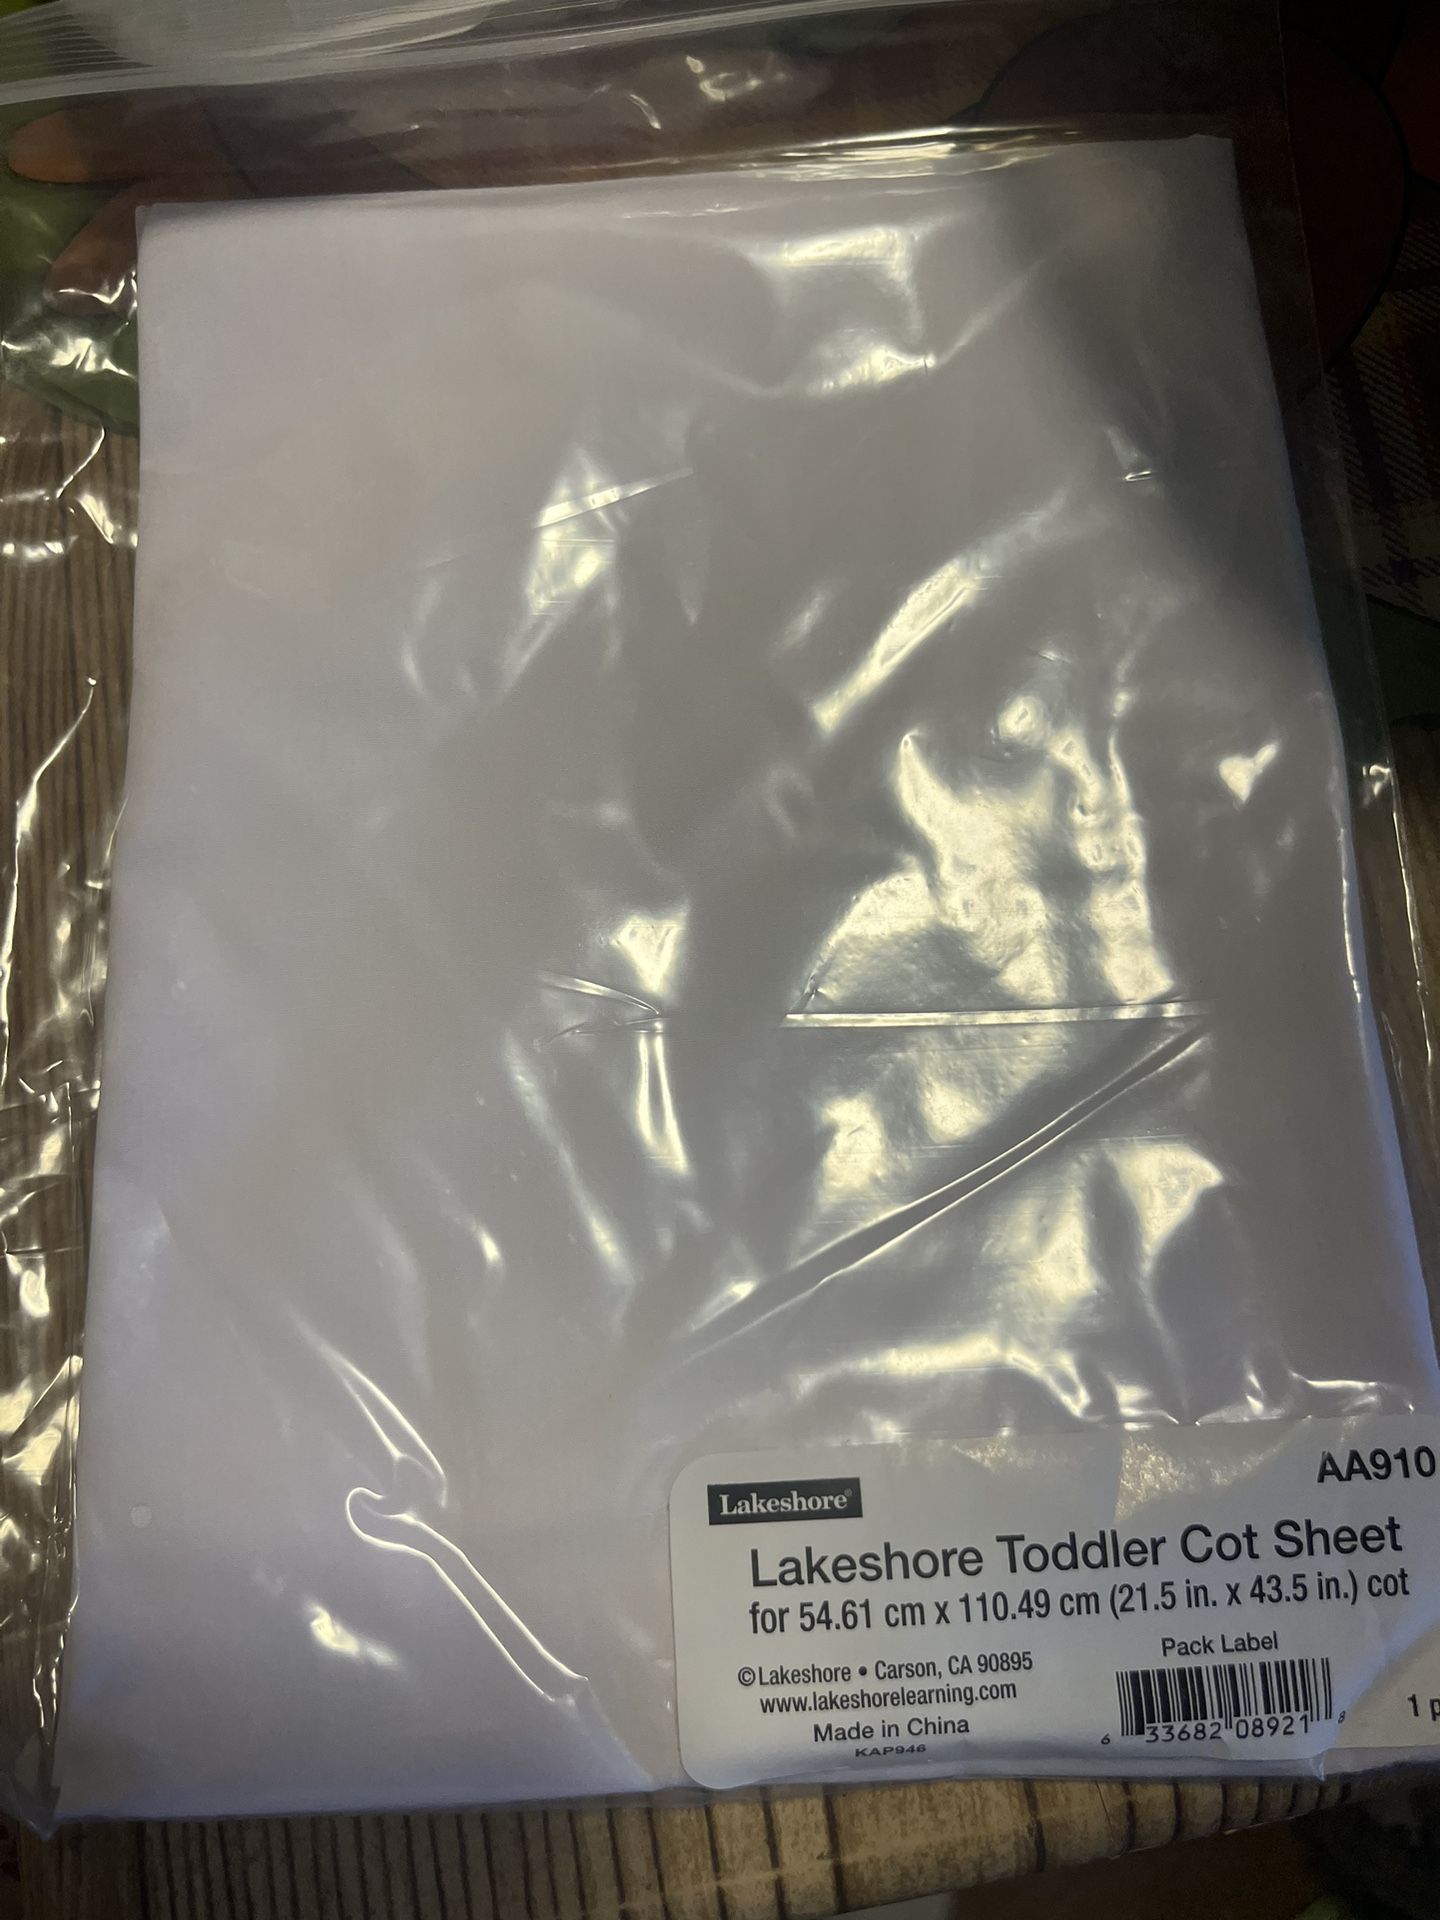 AA910
Lakeshore®
Lakeshore Toddler Cot Sheet
for 54.61 cm x 110.49 cm (21.5 in. x 43.5 in.) cot
Pack Label
©Lakeshore • Carson, CA 90895
www.lakeshorelearning.com
Made in China
KAP946
6 33682 08921 8
1